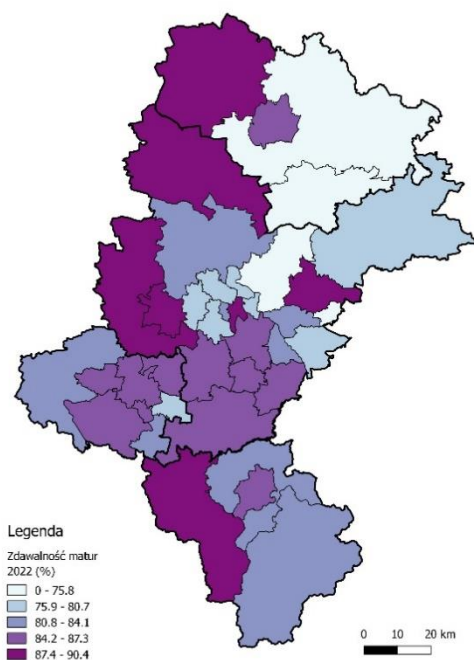 Legenda
Zdawalność matur
2022 (%)
0 - 75.8
75.9 - 80.7
80.8 - 84.1
84.2 - 87.3
87.4 - 90.4
0 10 20 km